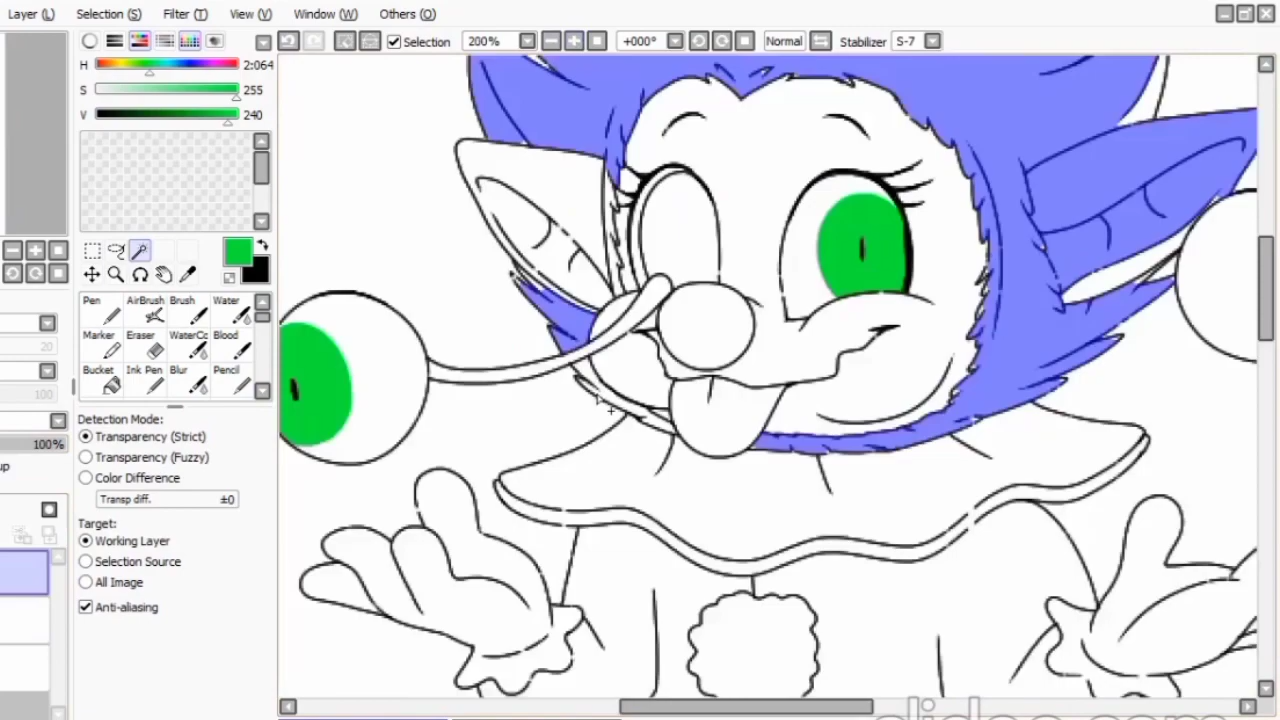 Layer (L) Selection (S) Filter (T) View (V) Window (W) Others (O)
Selection 200% +000° Normal Stabilizer S-7
H 2:064
S 255
V 240
Pen AirBrush Brush Water
20
Marker Eraser WaterCo Blood
Bucket Ink Pen Blur Pencil
100
Detection Mode:
Transparency (Strict)
100%
Transparency (Fuzzy)
Color Difference
Transp diff. ±0
Target:
Working Layer
Selection Source
All Image
Anti-aliasing